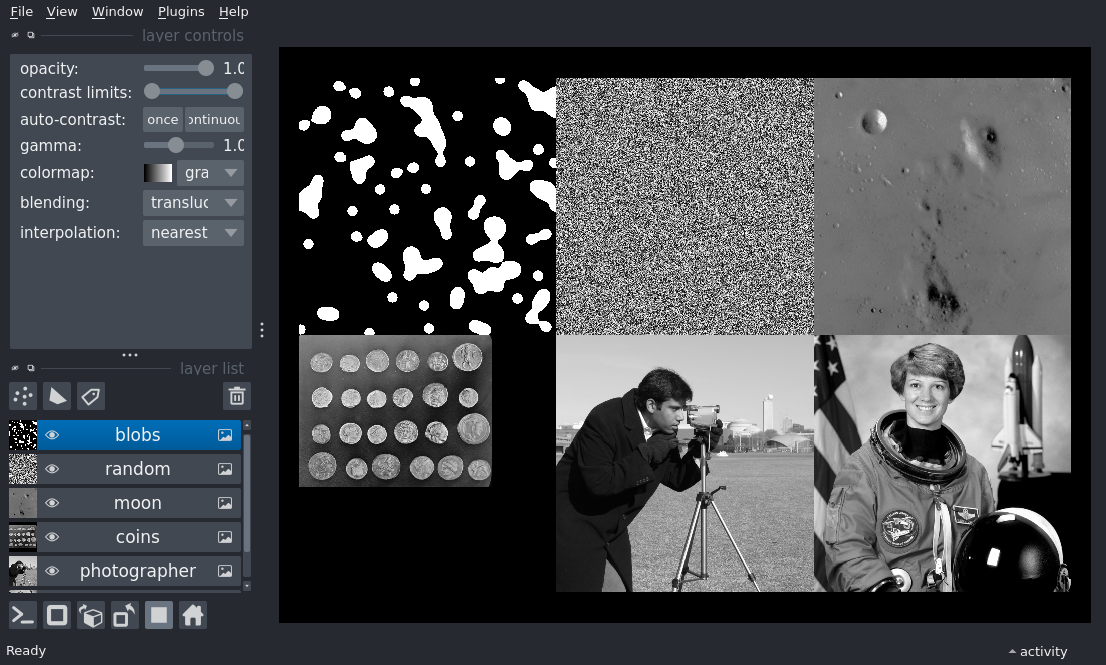 File View Window Plugins Help
layer controls
opacity: 1.0
contrast limits:
auto-contrast: once ontinuou
gamma: 1.0
colormap: gra
blending: transluc
interpolation: nearest
layer list
blobs
random
moon
coins
photographer
Ready
activity